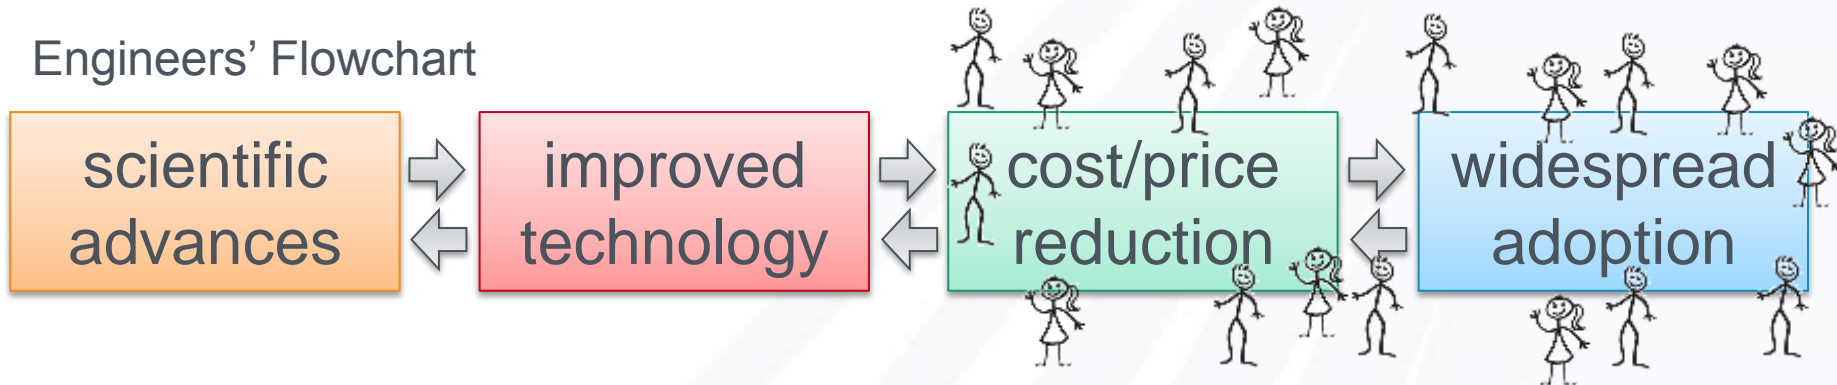 Engineers’ Flowchart
scientific
advances
improved
technology
cost/price
reduction
widespread
adoption